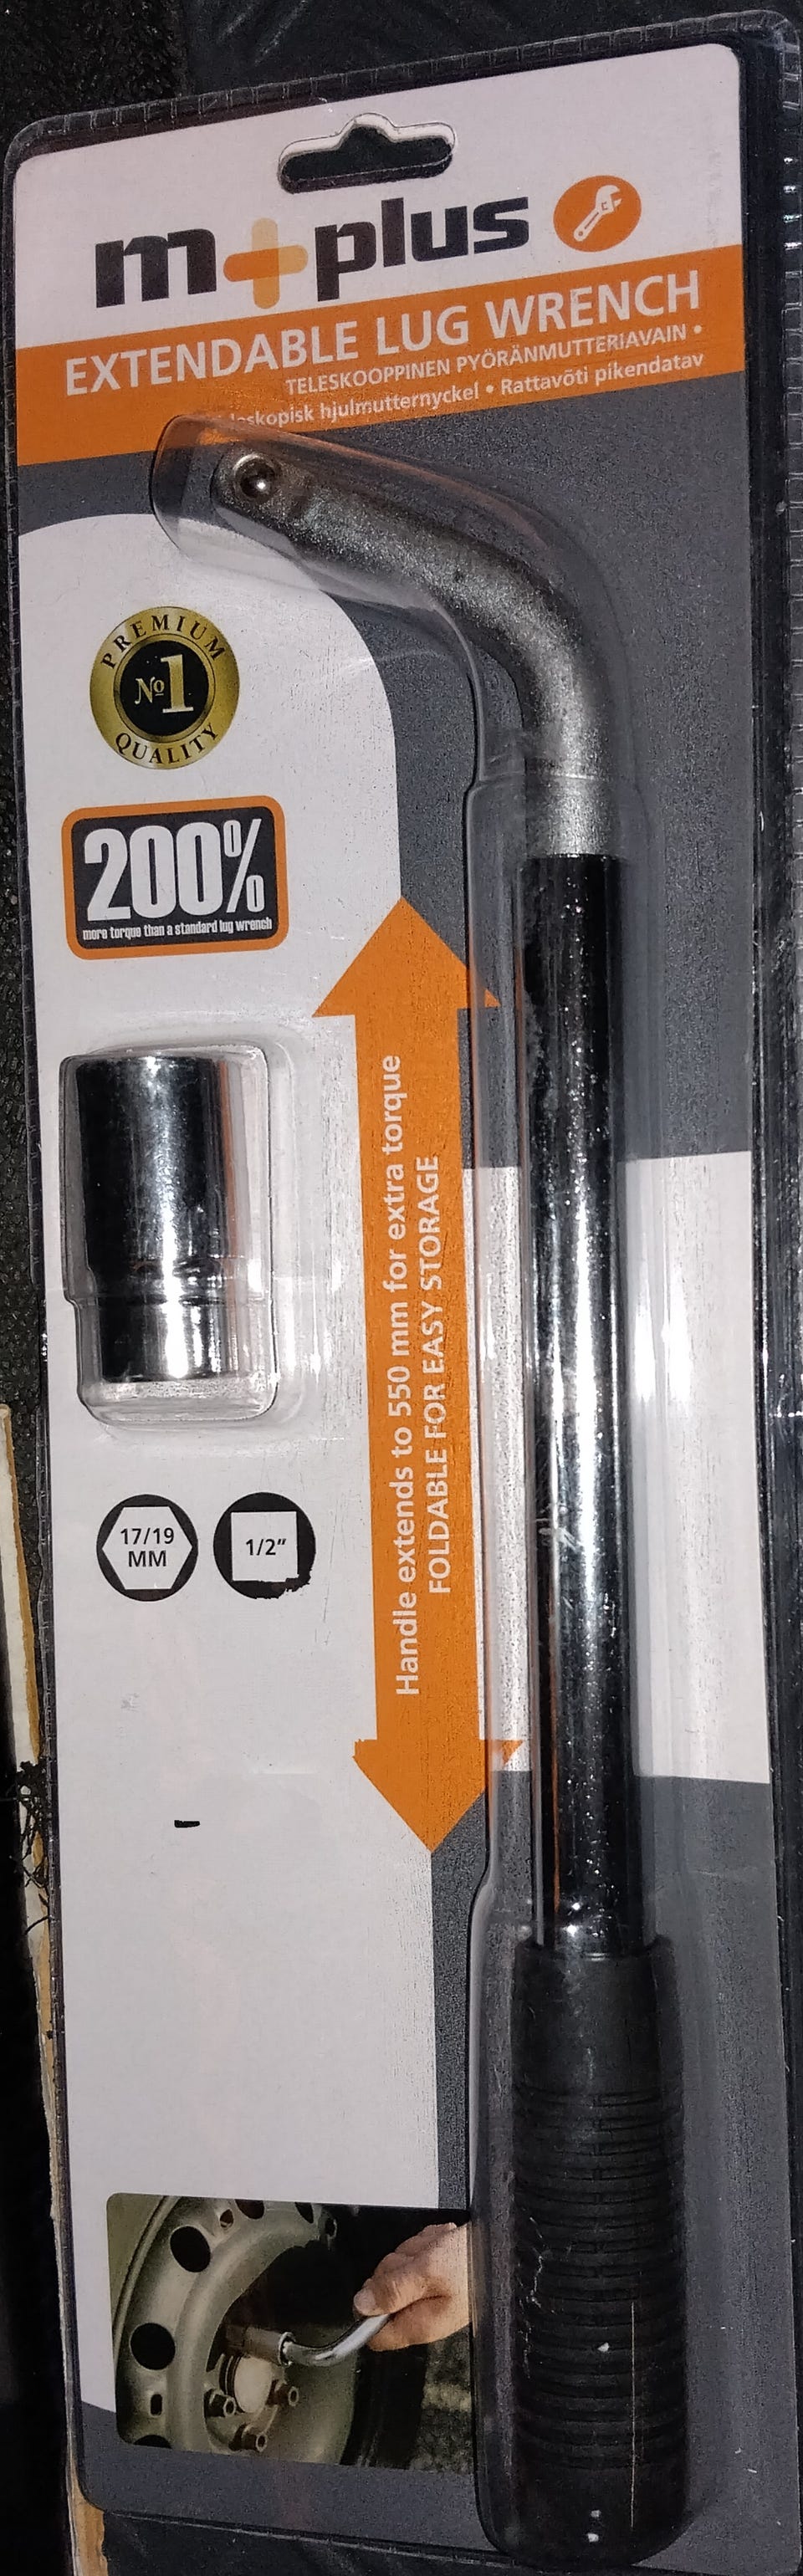 m+plus
EXTENDABLE LUG WRENCH
TELESKOOPPINEN PYÖRÄNMUTTERIAVAIN •
hjulmutternyckel • Rattavõti pikendatav
PREMIUM
No1
QUALITY
200%
more torque than a standard lug wrench
Handle extends to 550 mm for extra torque
FOLDABLE FOR EASY STORAGE
17/19
MM
1/2"